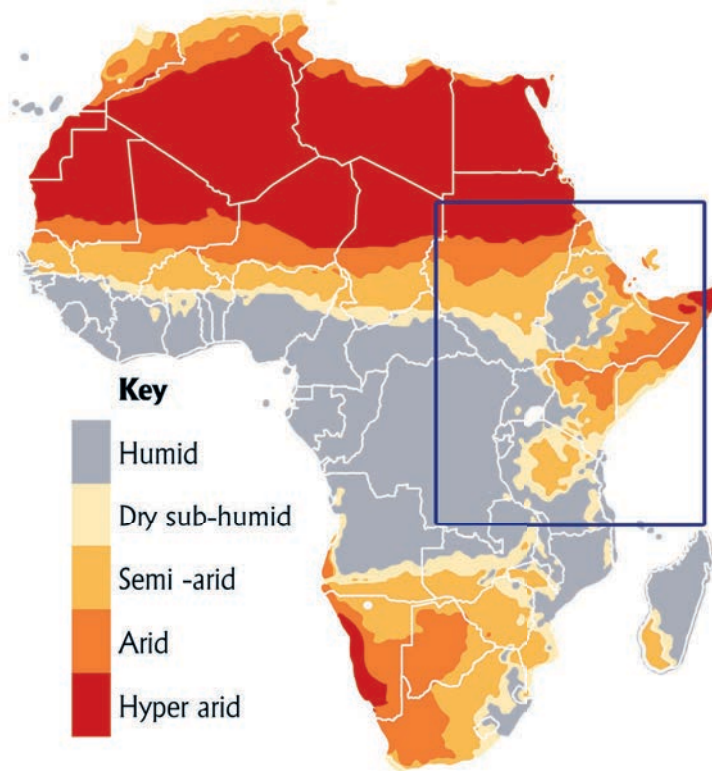 Key
Humid
Dry sub-humid
Semi -arid
Arid
Hyper arid